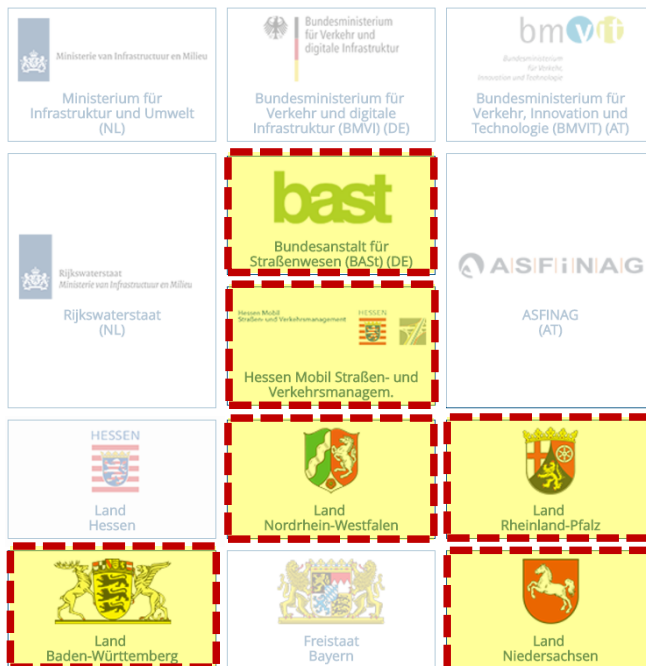 Ministerie van Infrastructuur en Milieu
Ministerium für
Infrastruktur und Umwelt
(NL)
Bundesministerium
für Verkehr und
digitale Infrastruktur
Bundesministerium für
Verkehr und digitale
Infrastruktur (BMVI) (DE)
bmvit
Bundesministerium
für Verkehr,
Innovation und Technologie
Bundesministerium für
Verkehr, Innovation und
Technologie (BMVIT) (AT)
Rijkswaterstaat
Ministerie van Infrastructuur en Milieu
Rijkswaterstaat
(NL)
bast
Bundesanstalt für
Straßenwesen (BASt) (DE)
ASFiNAG
ASFINAG
(AT)
Hessen Mobil
Straßen- und Verkehrsmanagement
HESSEN
Hessen Mobil Straßen- und
Verkehrsmanagem.
HESSEN
Land
Hessen
Land
Nordrhein-Westfalen
Land
Rheinland-Pfalz
Land
Baden-Württemberg
Freistaat
Bayern
Land
Niedersachsen